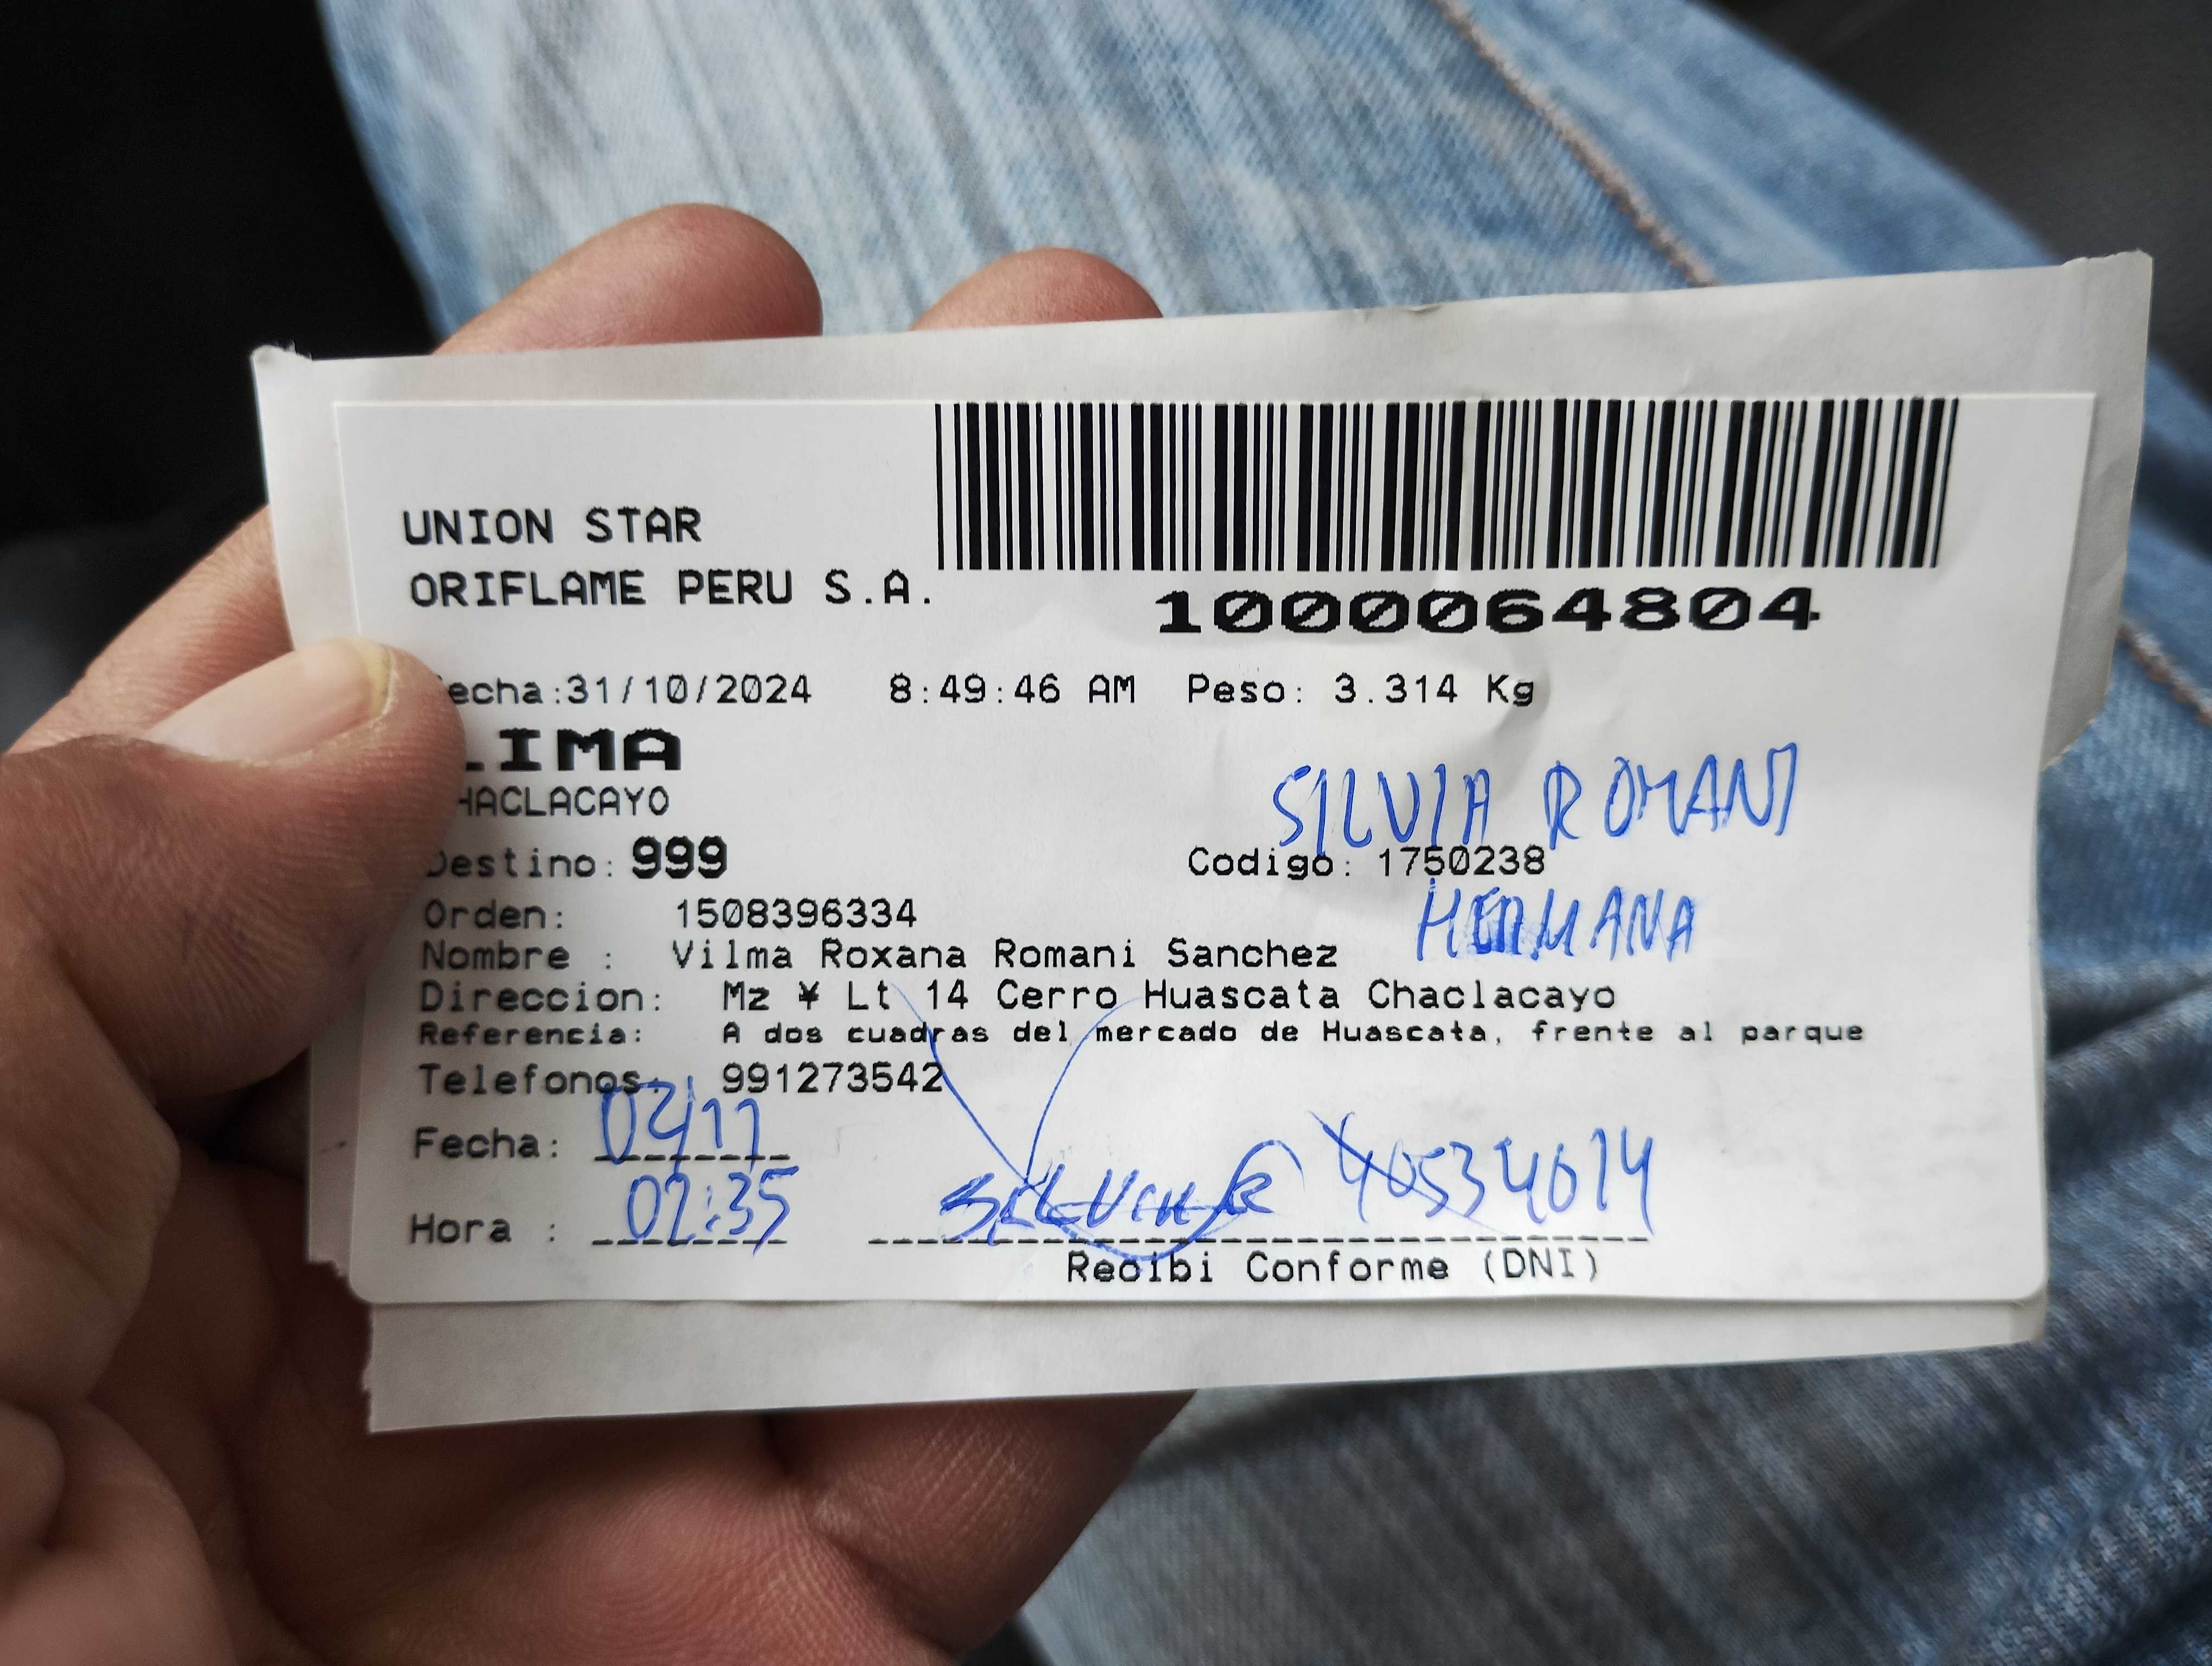 UNION STAR
ORIFLAME PERU S.A.
1000064804
echa:31/10/2024 8:49:46 AM Peso: 3.314 Kg
LIMA
HACLACAYO
SILVIA ROMANI
Destino: 999 Codigo: 1750238
HERMANA
Orden: 1508396334
Nombre : Vilma Roxana Romani Sanchez
Direccion: Mz ¥ Lt 14 Cerro Huascata Chaclacayo
Referencia: A dos cuadras del mercado de Huascata, frente al parque
Telefonos: 991273542
Fecha: 02/11
Hora : 02:35
Recibi Conforme (DNI)